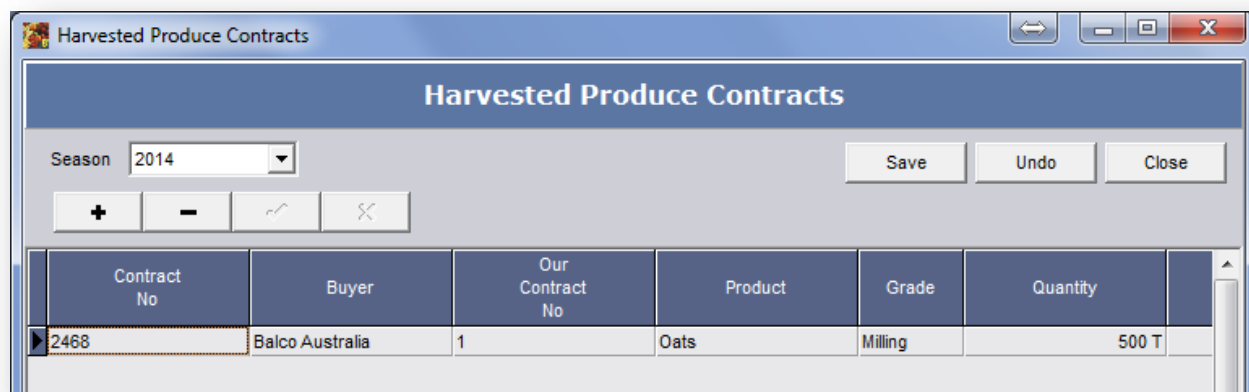 Harvested Produce Contracts
Harvested Produce Contracts
Season 2014 Save Undo Close
Contract No Buyer Our Contract No Product Grade Quantity
2468 Balco Australia 1 Oats Milling 500 T